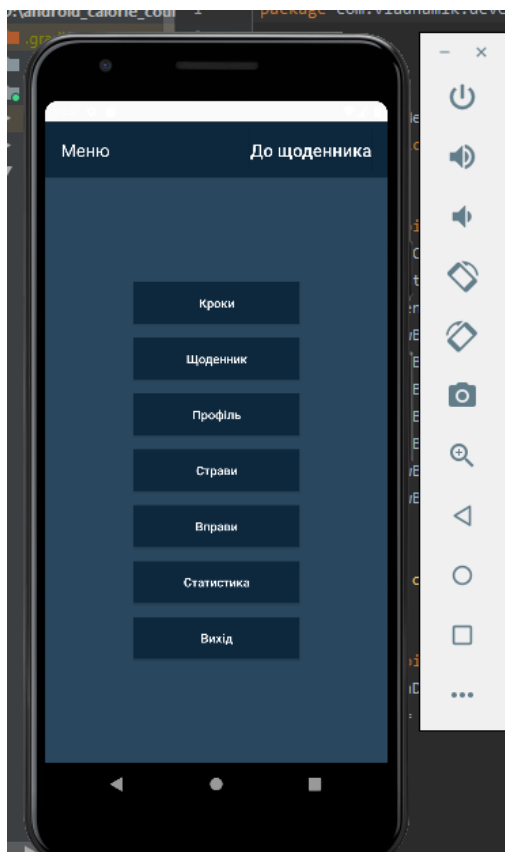 Меню
До щоденника
Кроки
Щоденник
Профіль
Страви
Вправи
Статистика
Вихід